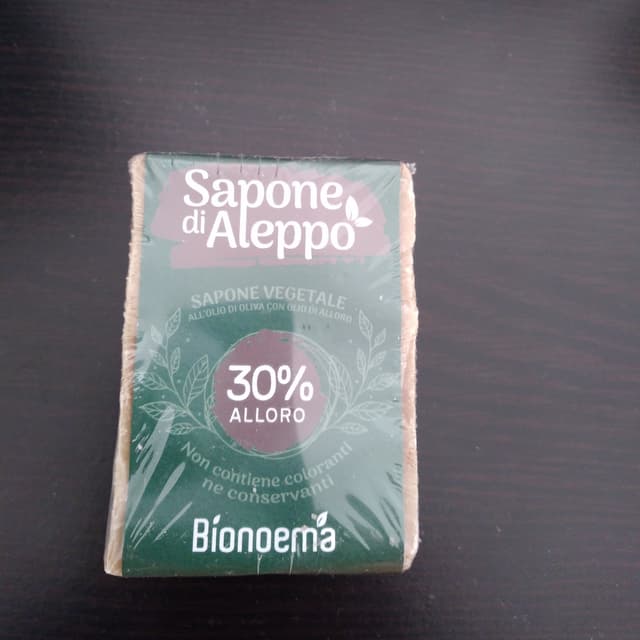 Sapone
di Aleppo
SAPONE VEGETALE
ALL'OLIO DI OLIVA CON OLIO DI ALLORO
30%
ALLORO
Non contiene coloranti
ne conservanti
Bionoema